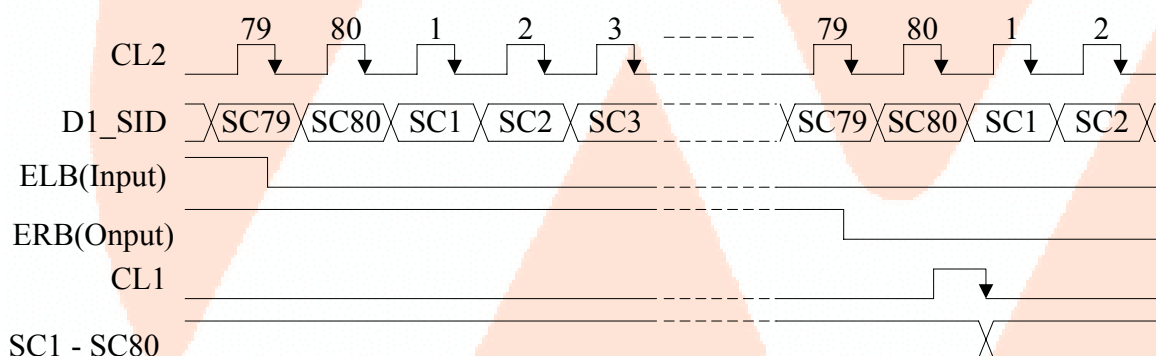 79 80 1 2 3 79 80 1 2
CL2
D1_SID SC79 SC80 SC1 SC2 SC3 SC79 SC80 SC1 SC2
ELB(Input)
ERB(Onput)
CL1
SC1 - SC80